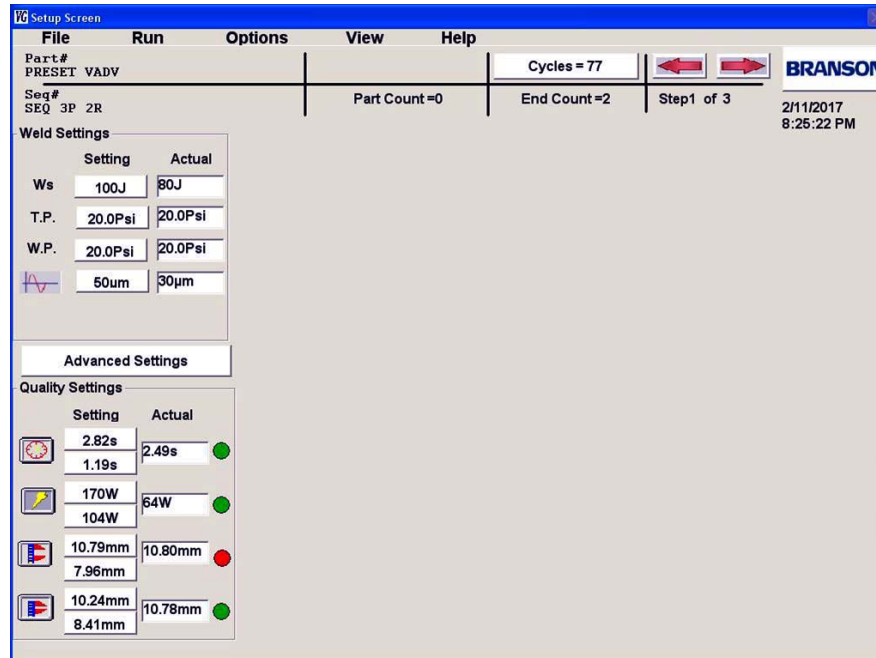 VG Setup Screen
File Run Options View Help
Part#
PRESET VADV
Cycles = 77
BRANSON
Seq#
SEQ 3P 2R
Part Count =0
End Count =2
Step1 of 3
2/11/2017
8:25:22 PM
Weld Settings
Setting Actual
Ws 100J 80J
T.P. 20.0Psi 20.0Psi
W.P. 20.0Psi 20.0Psi
50um 30µm
Advanced Settings
Quality Settings
Setting Actual
2.82s
2.49s
1.19s
170W
64W
104W
10.79mm
10.80mm
7.96mm
10.24mm
10.78mm
8.41mm